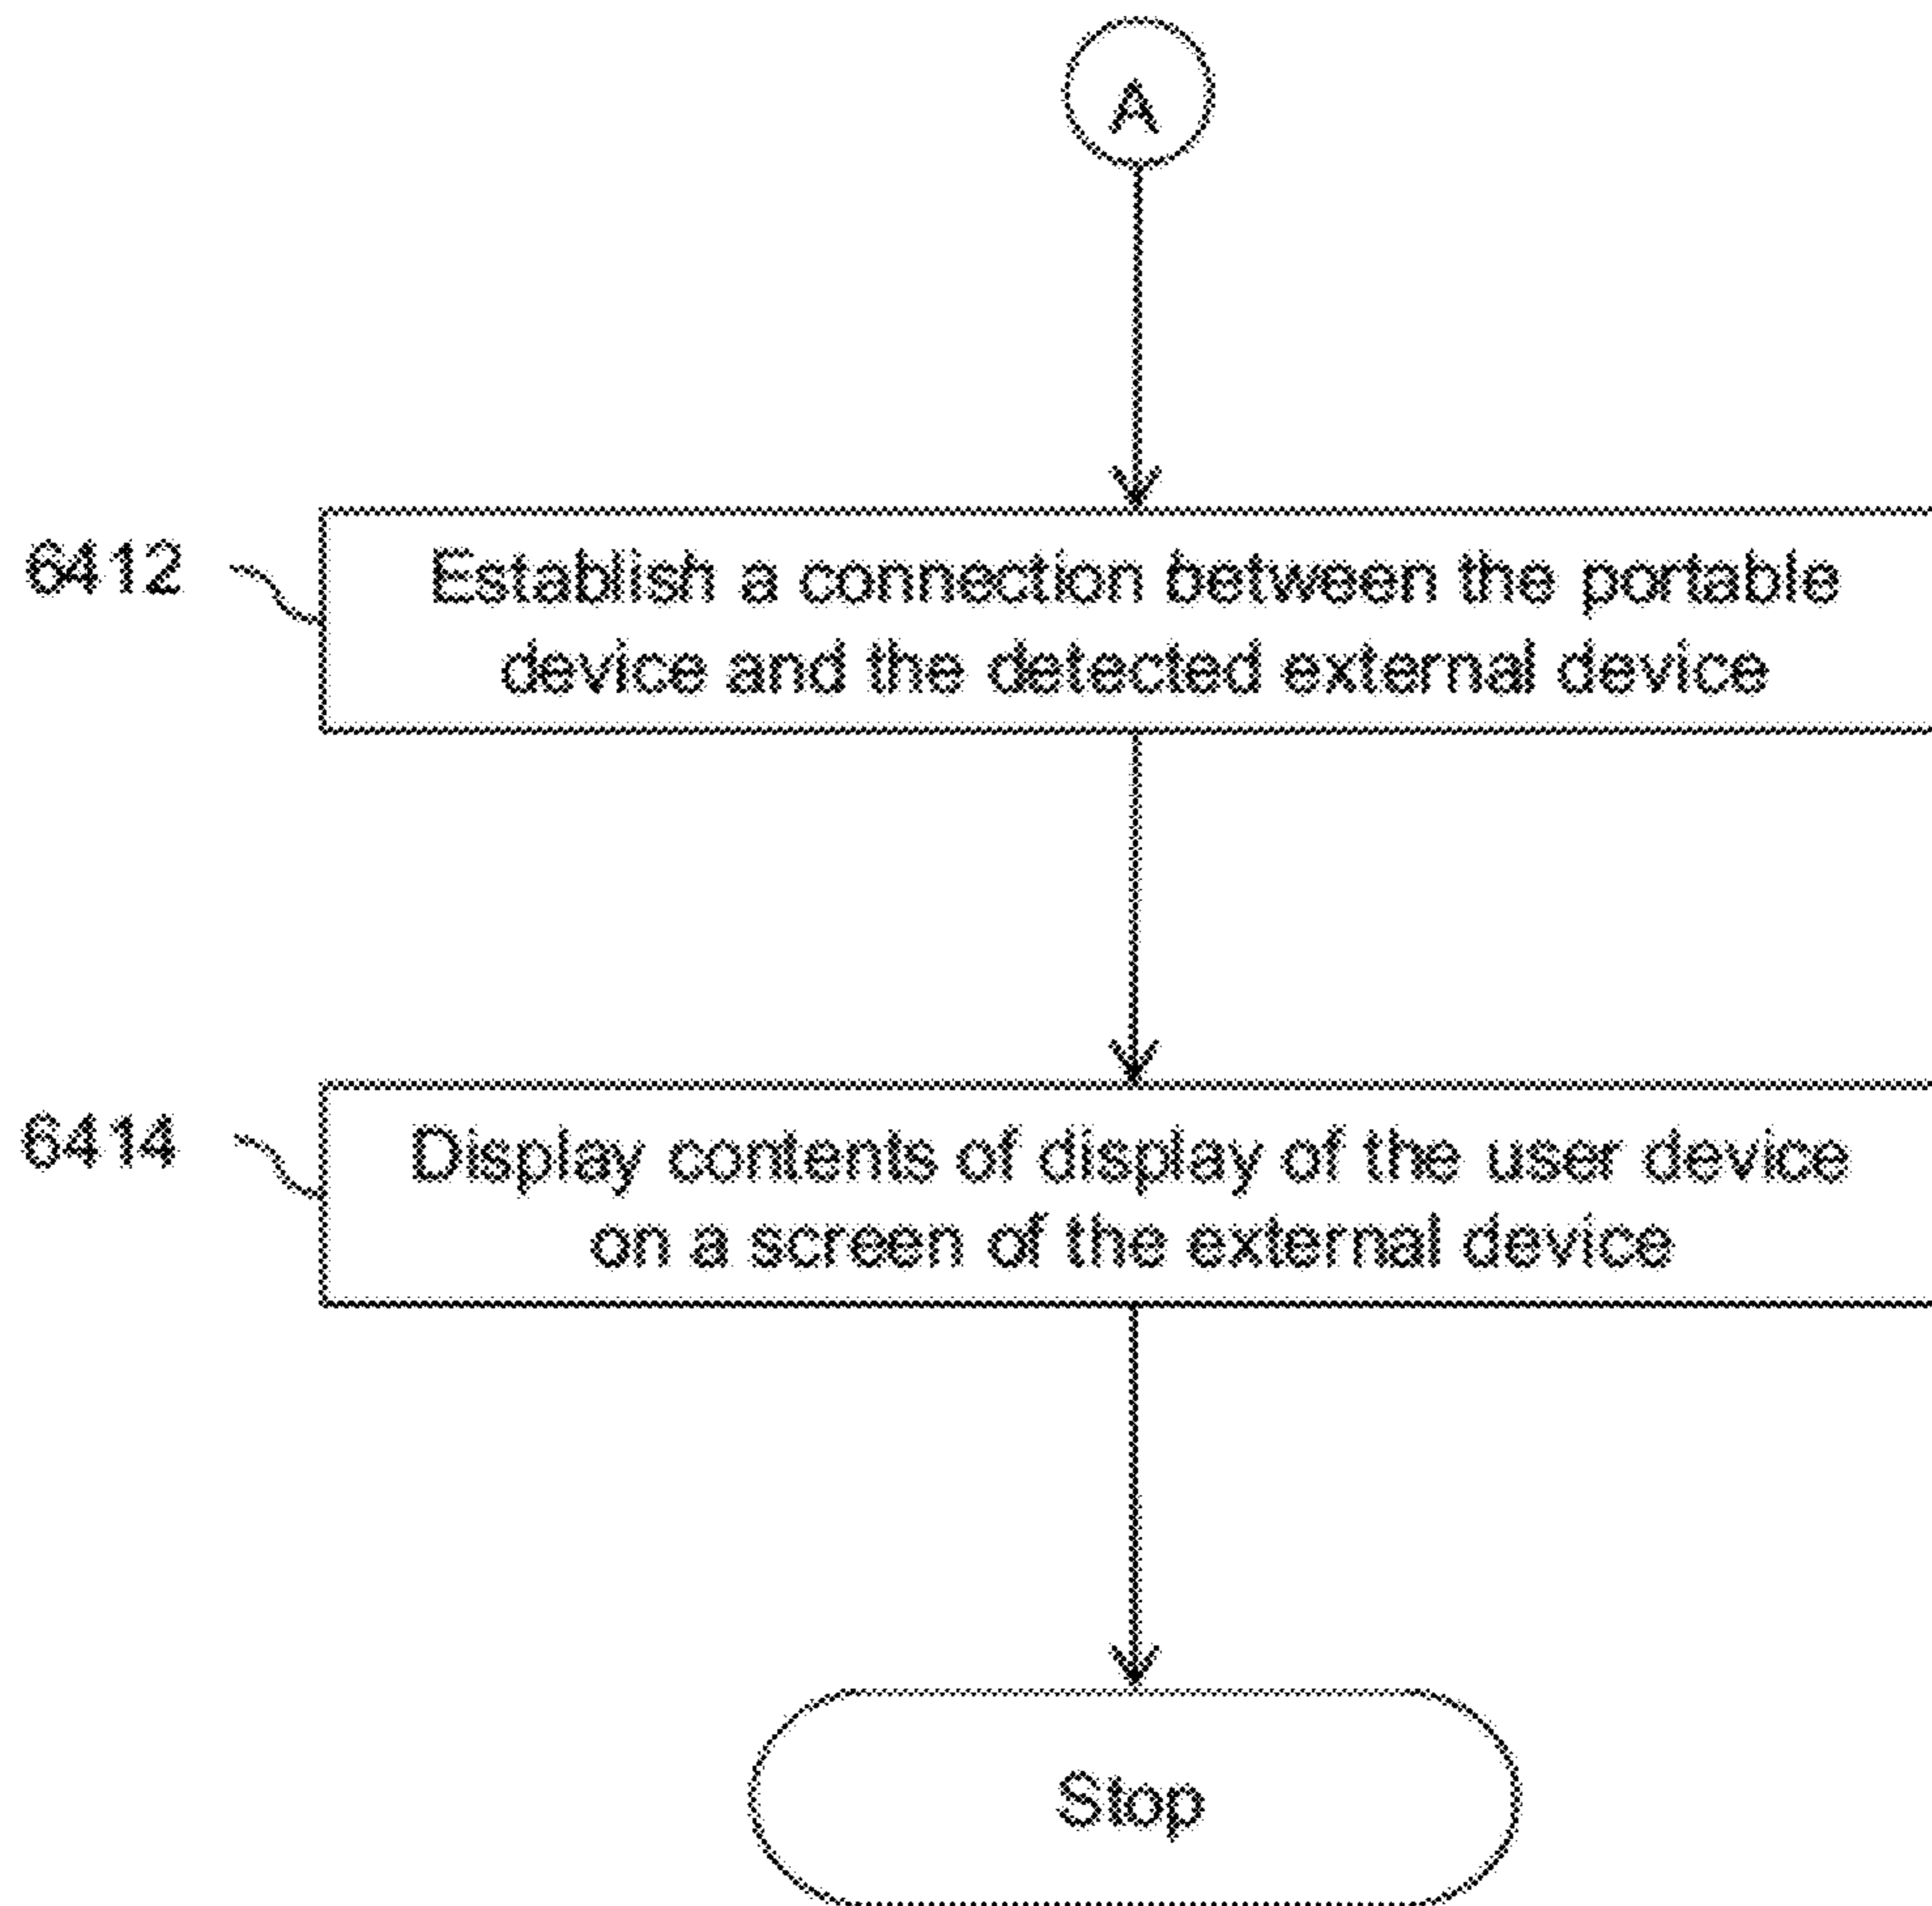 A
6412
Establish a connection between the portable
device and the detected external device
6414
Display contents of display of the user device
on a screen of the external device
Stop